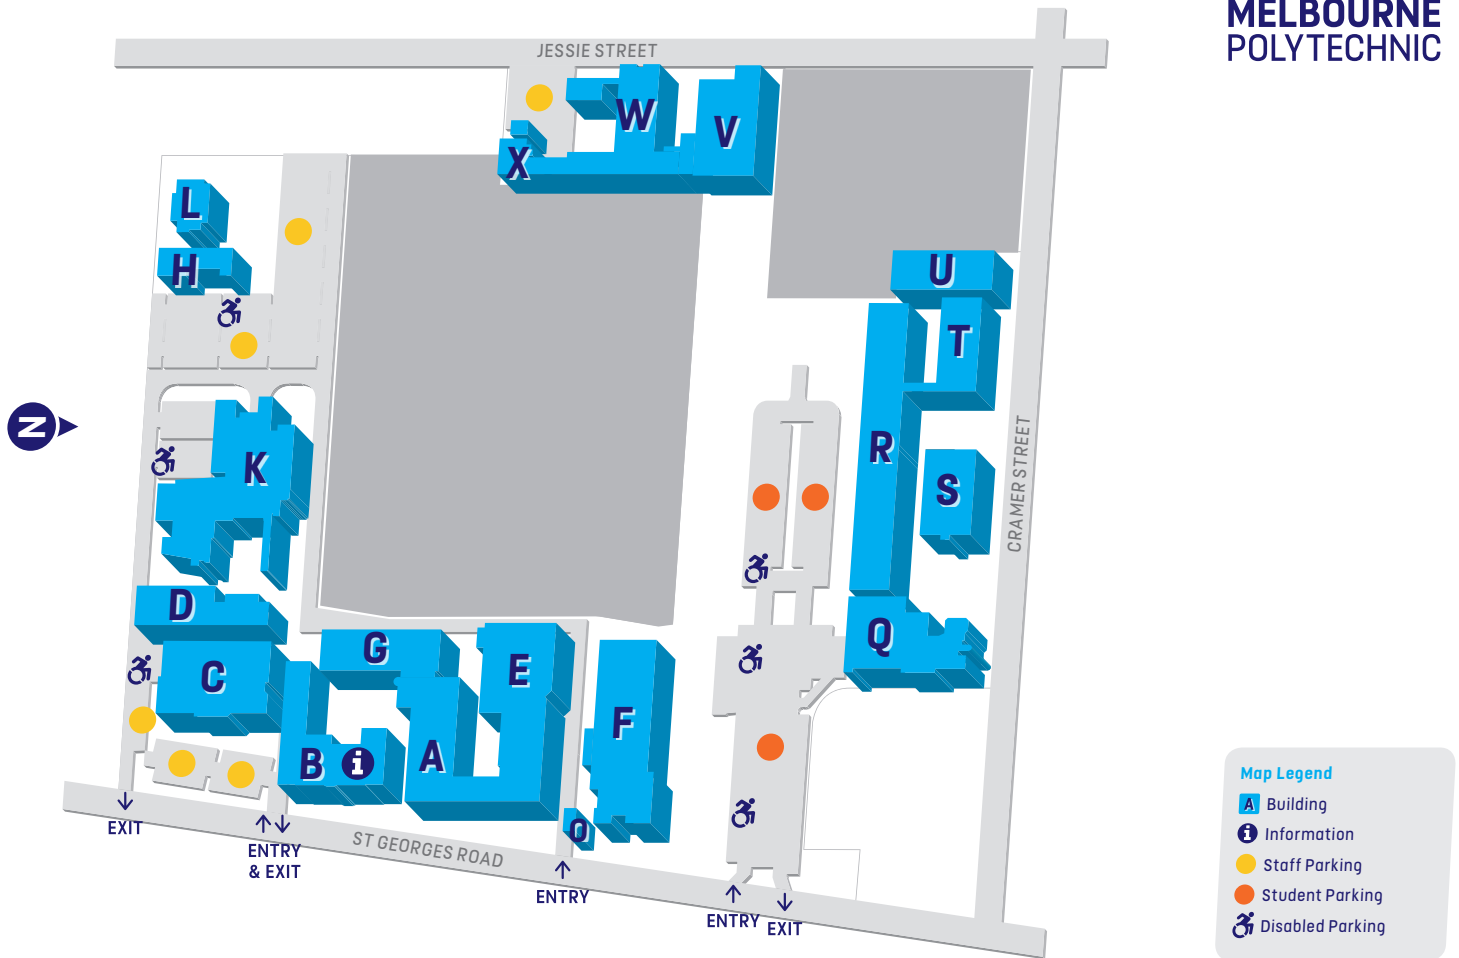 MELBOURNE
POLYTECHNIC
JESSIE STREET
W
V
X
L
H
U
T
N
R
K
S
CRAMER STREET
D
Q
G
E
C
F
B
i
A
O
Map Legend
A Building
i Information
Staff Parking
Student Parking
Disabled Parking
EXIT
ENTRY
& EXIT
ST GEORGES ROAD
ENTRY
ENTRY
EXIT